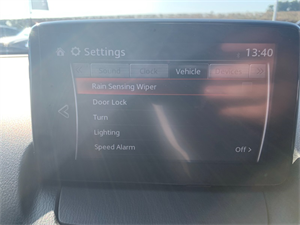 Settings 13:40
Vehicle
Rain Sensing Wiper
Door Lock
Turn
Lighting
Speed Alarm Off